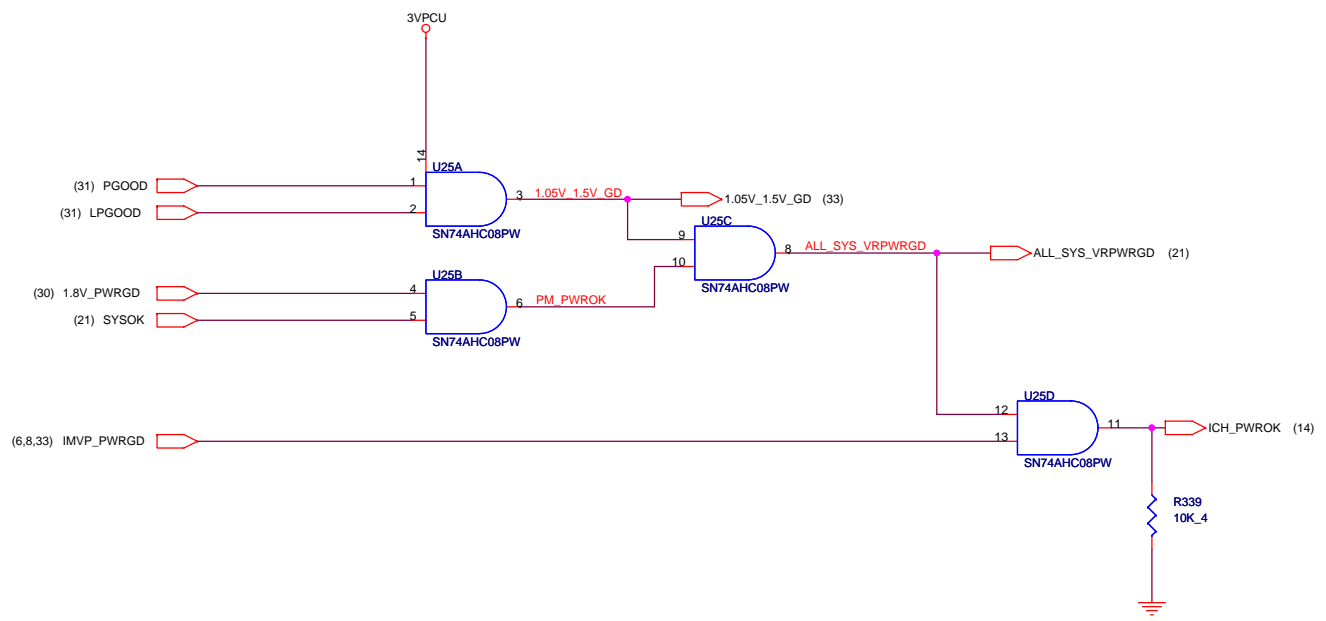 3VPCU
14
U25A
(31) PGOOD
1
3
1.05V_1.5V_GD
1.05V_1.5V_GD (33)
(31) LPGOOD
2
SN74AHC08PW
U25C
9
8
ALL_SYS_VRPWRGD
ALL_SYS_VRPWRGD (21)
10
SN74AHC08PW
U25B
(30) 1.8V_PWRGD
4
6
PM_PWROK
(21) SYSOK
5
SN74AHC08PW
U25D
12
11
ICH_PWROK (14)
(6,8,33) IMVP_PWRGD
13
SN74AHC08PW
R339
10K_4